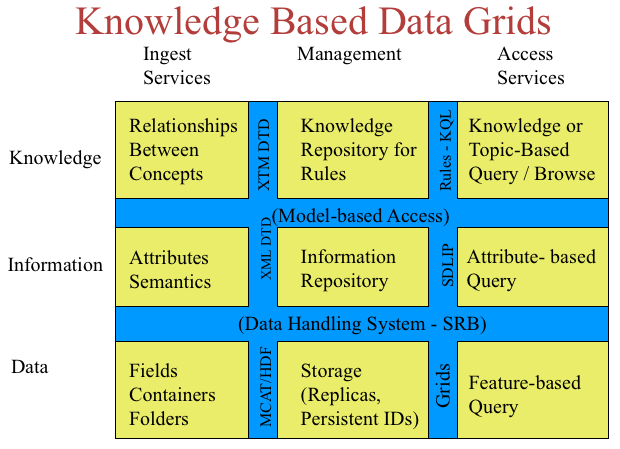 Knowledge Based Data Grids
Ingest
Services
Management
Access
Services
Knowledge
Relationships
Between
Concepts
XTM DTD
Knowledge
Repository for
Rules
Rules - KQL
Knowledge or
Topic-Based
Query / Browse
(Model-based Access)
Information
Attributes
Semantics
XML DTD
Information
Repository
SDLIP
Attribute- based
Query
(Data Handling System - SRB)
Data
Fields
Containers
Folders
MCAT/HDF
Storage
(Replicas,
Persistent IDs)
Grids
Feature-based
Query